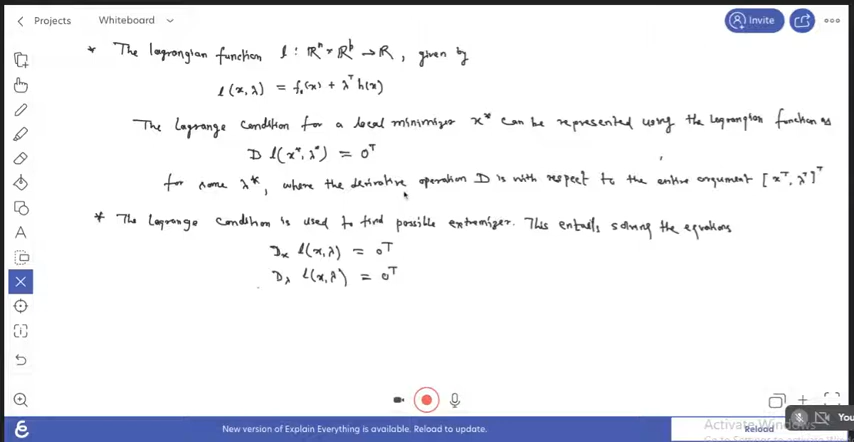 Projects Whiteboard Invite
* The lagrangian function l : ℝⁿ × ℝᵇ → ℝ, given by
l(x, λ) = f₀(x) + λᵀ h(x)
The Lagrange Condition for a local minimizer x* can be represented using the Lagrangian function as
D l(x*, λ*) = 0ᵀ
for some λ*, where the derivative operation D is with respect to the entire argument [xᵀ, λᵀ]ᵀ
* The Lagrange Condition is used to find possible extremizer. This entails solving the equations
Dₓ l(x, λ) = 0ᵀ
D_λ l(x, λ) = 0ᵀ
A
You
New version of Explain Everything is available. Reload to update. Reload
Activate Windows